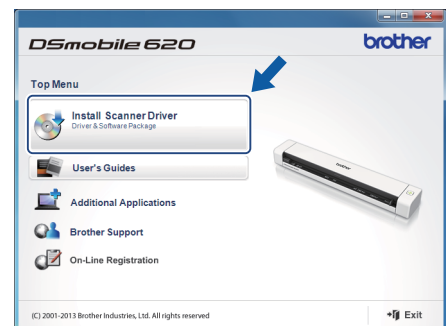 DSmobile 620
brother
Top Menu
Install Scanner Driver
Driver & Software Package
User's Guides
Additional Applications
Brother Support
On-Line Registration
(C) 2001-2013 Brother Industries, Ltd. All rights reserved
Exit